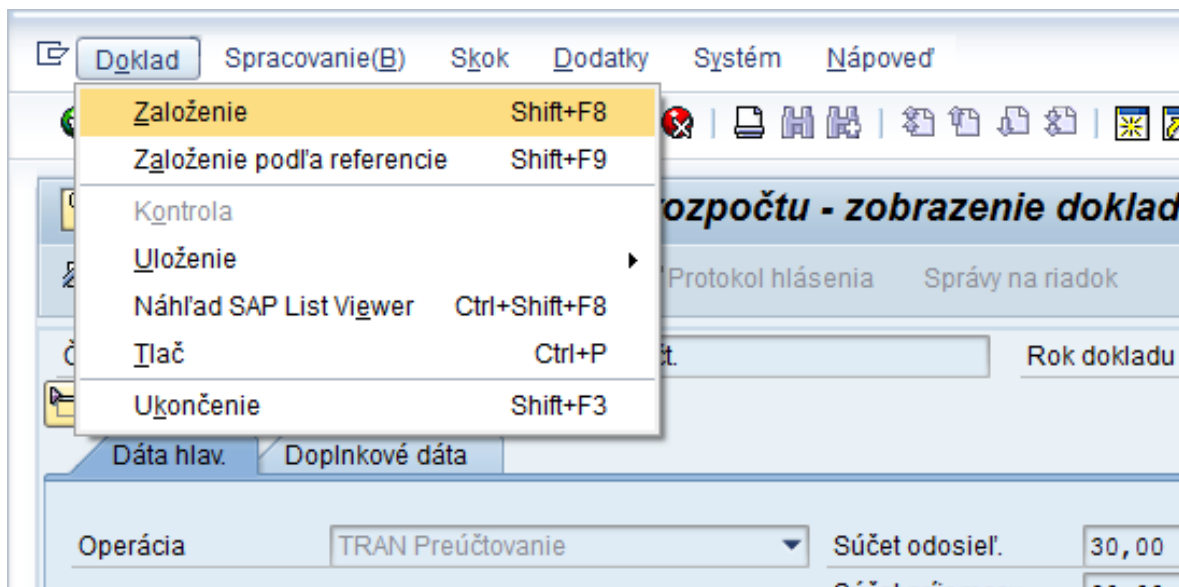 Doklad Spracovanie(B) Skok Dodatky Systém Nápoveď
Založenie Shift+F8
Založenie podľa referencie Shift+F9
Kontrola
Uloženie
Náhľad SAP List Viewer Ctrl+Shift+F8
Tlač Ctrl+P
Ukončenie Shift+F3
ozpočtu - zobrazenie doklad
Protokol hlásenia Správy na riadok
Rok dokladu
Dáta hlav. Doplnkové dáta
Operácia TRAN Preúčtovanie Súčet odosieľ. 30,00